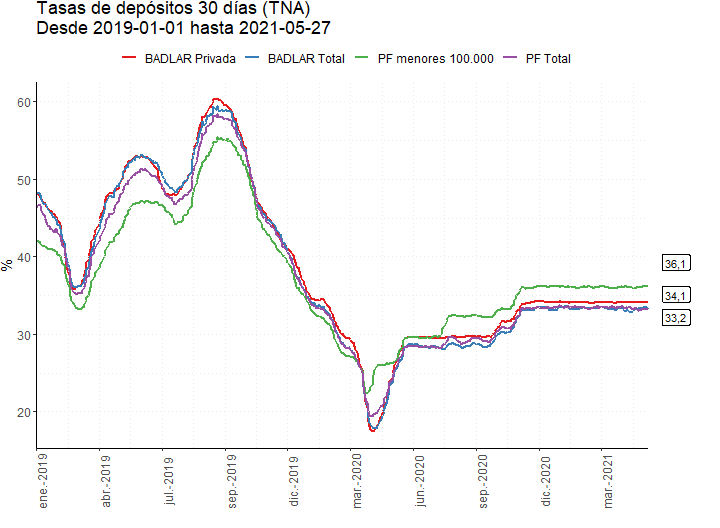 Tasas de depósitos 30 días (TNA)
Desde 2019-01-01 hasta 2021-05-27
BADLAR Privada BADLAR Total PF menores 100.000 PF Total
%
60
50
40
30
20
36,1
34,1
33,2
ene.-2019 abr.-2019 jul.-2019 sep.-2019 dic.-2019 mar.-2020 jun.-2020 sep.-2020 dic.-2020 mar.-2021